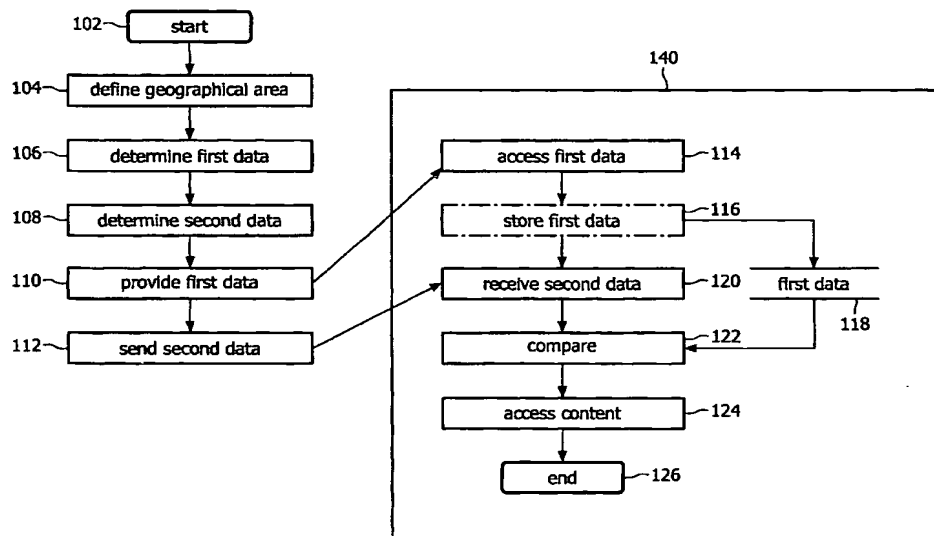 102
start
104
define geographical area
106
determine first data
108
determine second data
110
provide first data
112
send second data
140
access first data
114
store first data
116
receive second data
120
first data
118
compare
122
access content
124
end
126